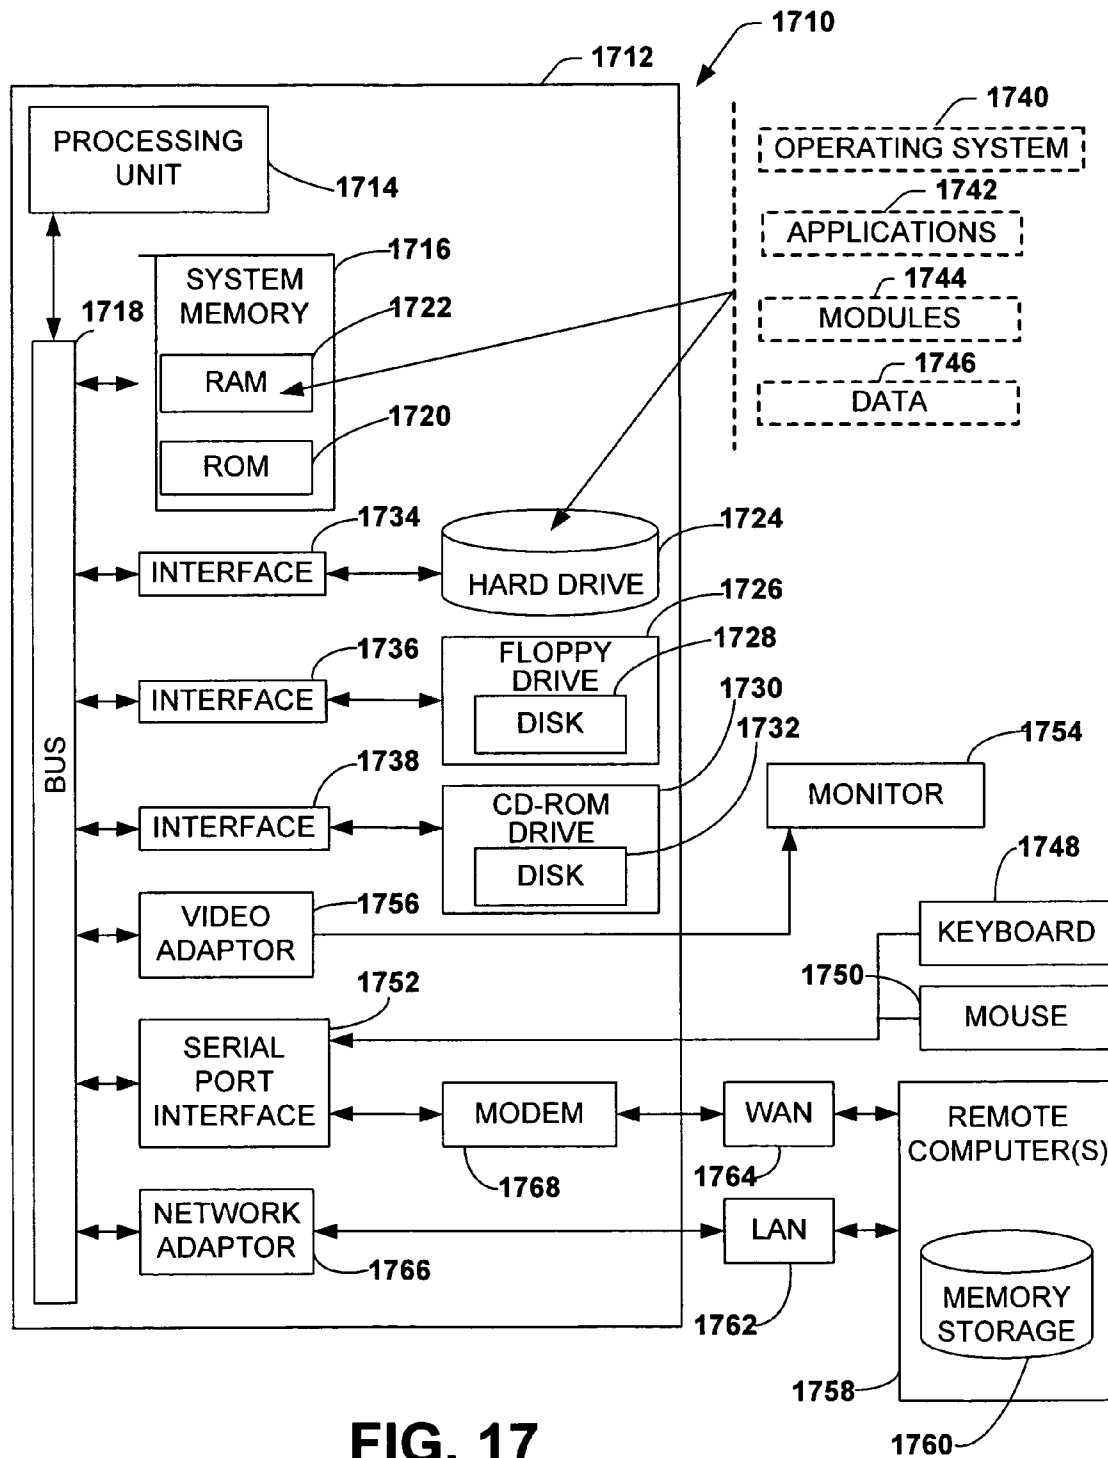 1710
1712
PROCESSING
UNIT
1714
1740
OPERATING SYSTEM
1742
APPLICATIONS
1744
MODULES
1746
DATA
1716
SYSTEM
MEMORY
1718
1722
RAM
1720
ROM
1734
INTERFACE
1724
HARD DRIVE
1726
1736
INTERFACE
FLOPPY
DRIVE
1728
DISK
1730
1732
1738
INTERFACE
CD-ROM
DRIVE
DISK
BUS
1754
MONITOR
1748
KEYBOARD
1750
MOUSE
1756
VIDEO
ADAPTOR
1752
SERIAL
PORT
INTERFACE
MODEM
1768
WAN
1764
REMOTE
COMPUTER(S)
NETWORK
ADAPTOR
1766
LAN
1762
MEMORY
STORAGE
1758
1760
FIG. 17